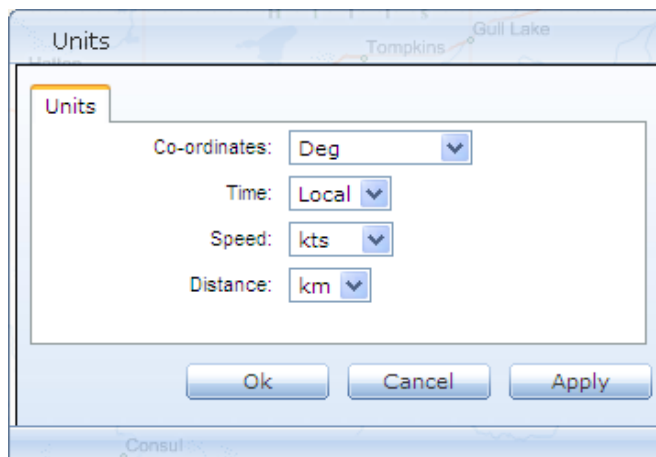 H I L L S
Gull Lake
Units
Tompkins
Units
Co-ordinates: Deg
Time: Local
Speed: kts
Distance: km
Ok Cancel Apply
Consul